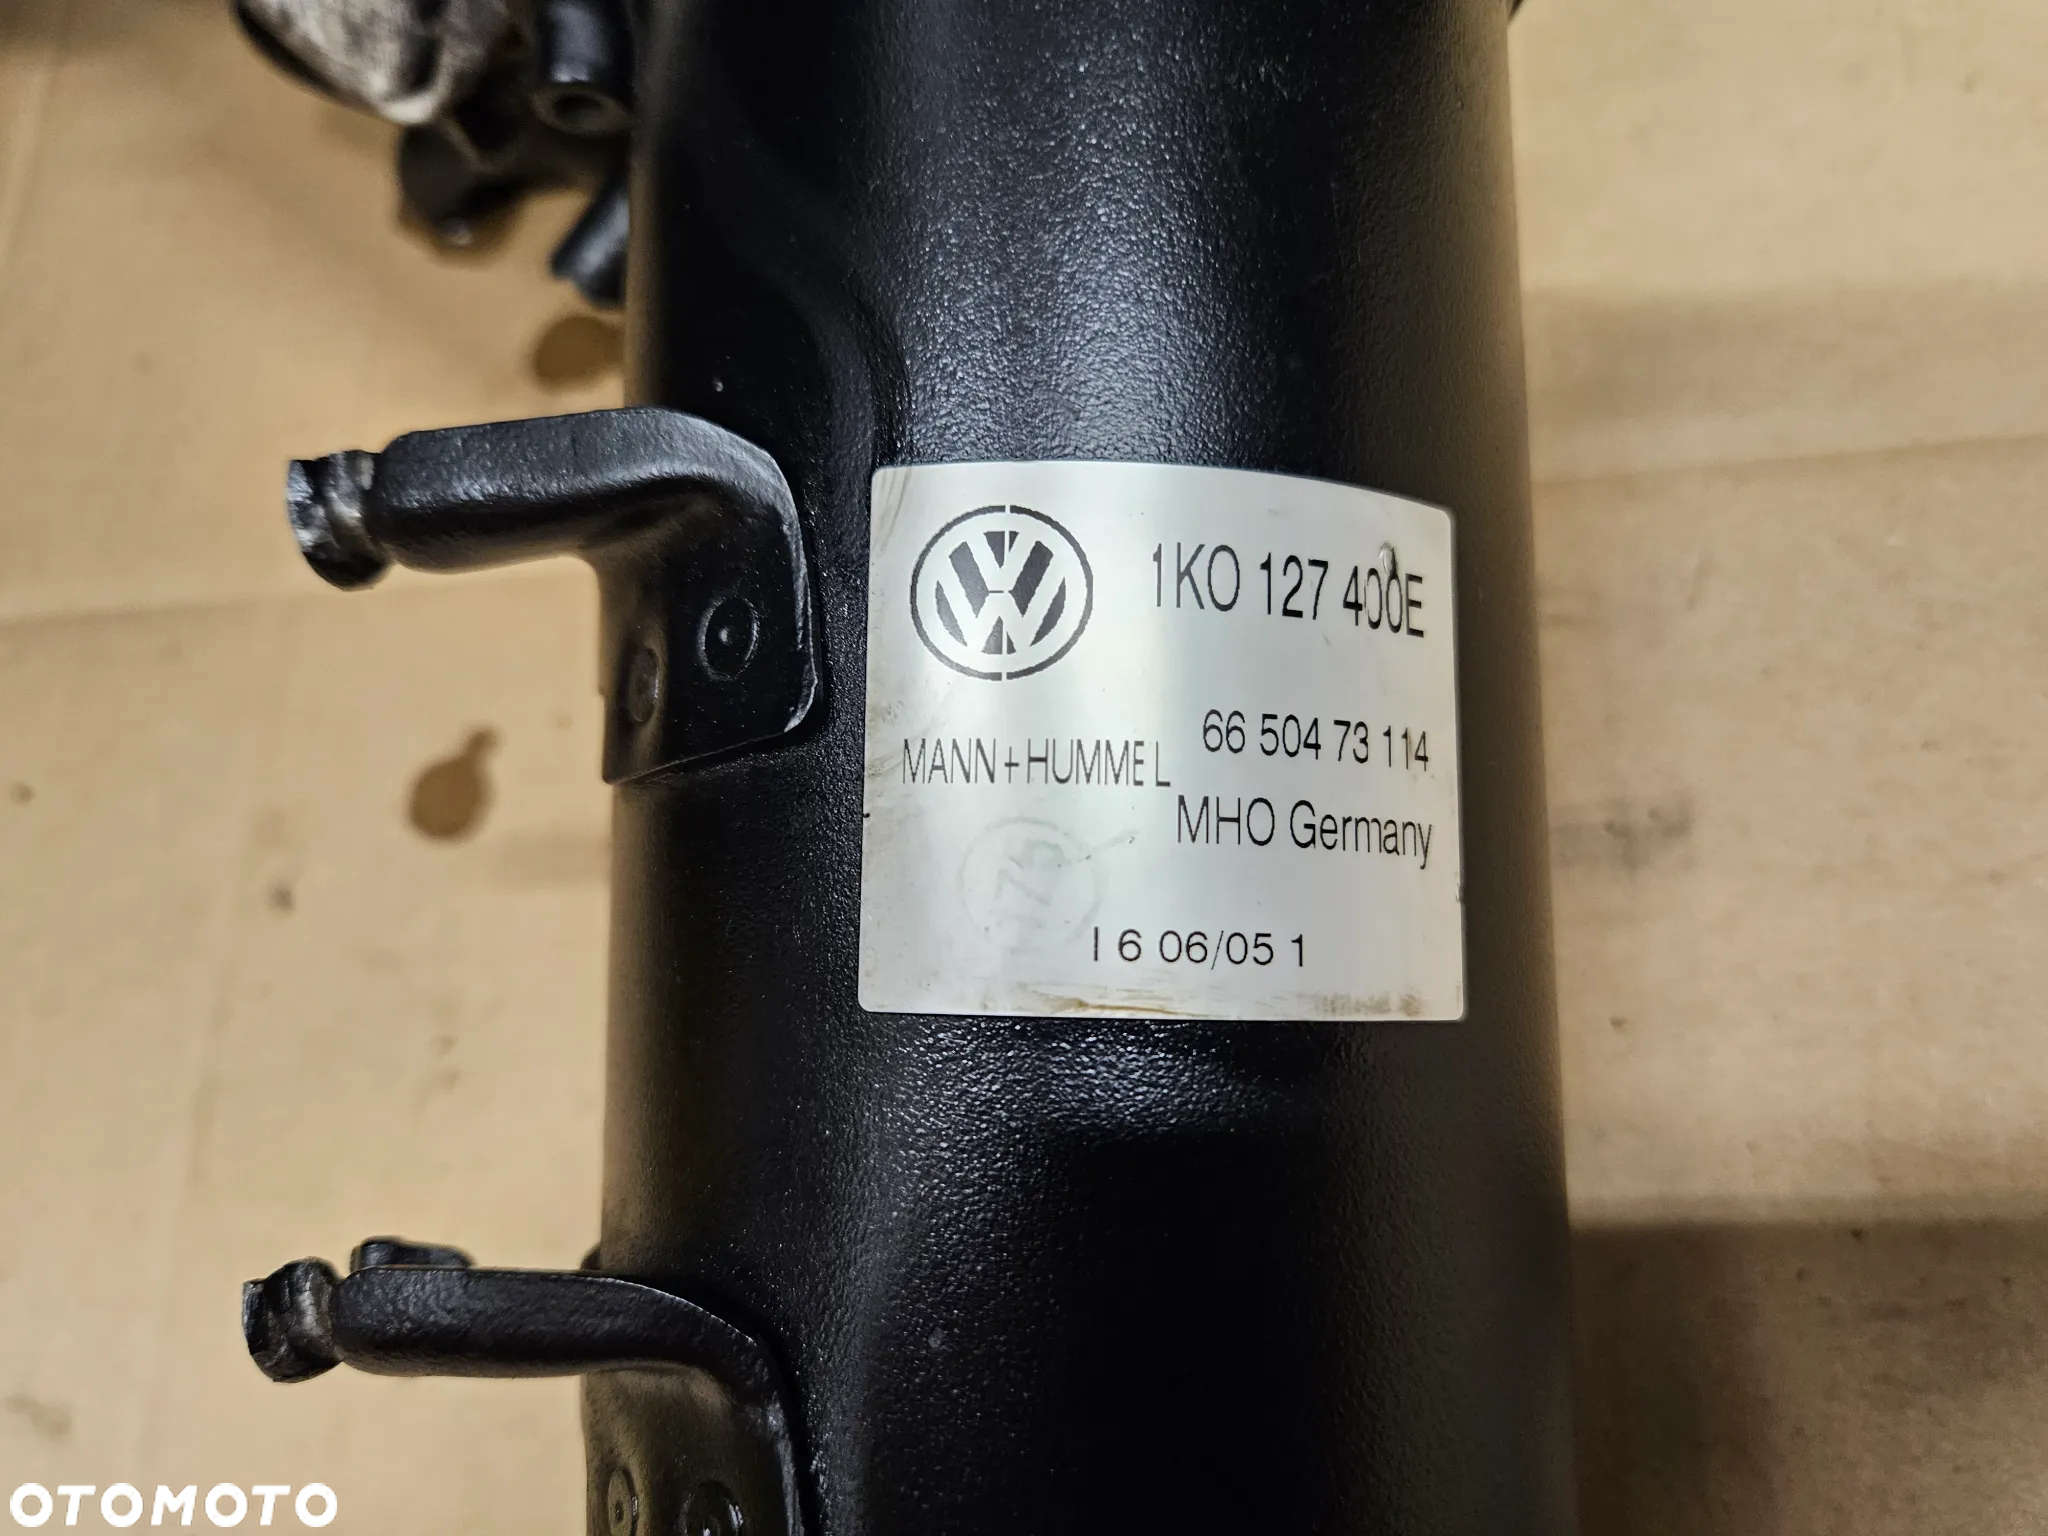 1K0 127 400E
66 504 73 114
MANN+HUMMEL
MHO Germany
I 6 06/05 1
OTOMOTO